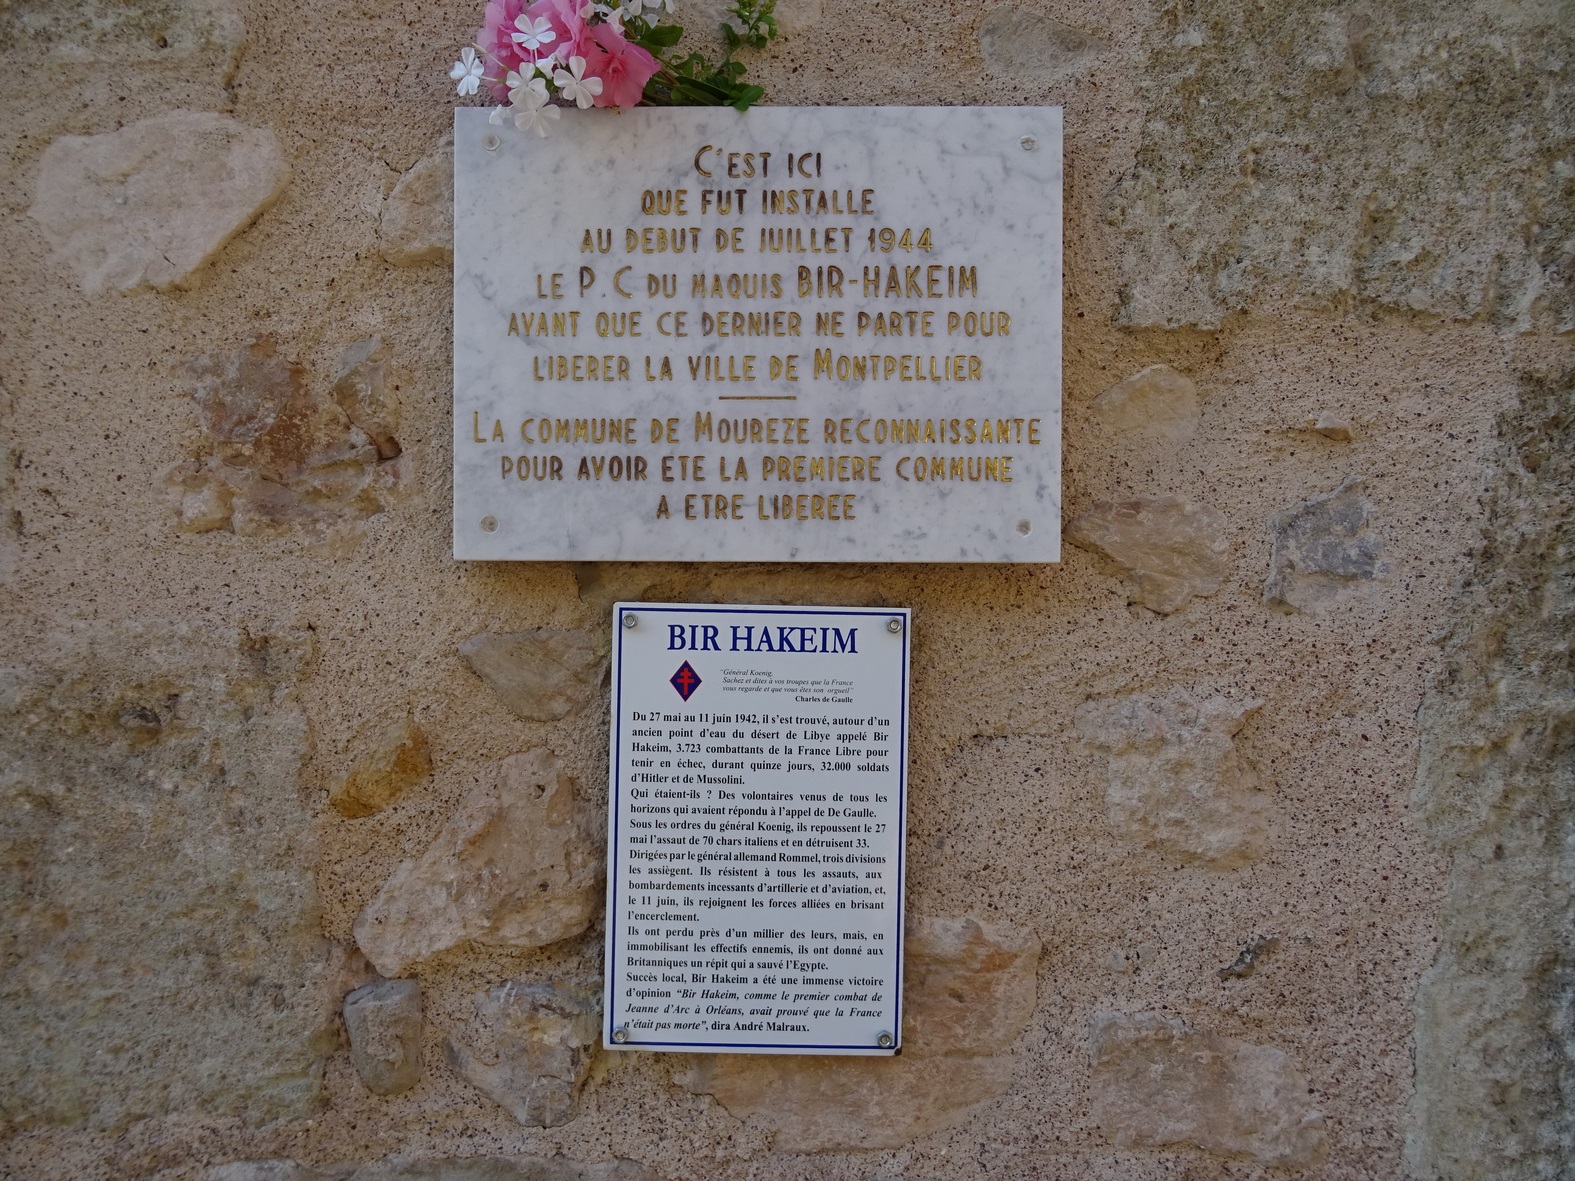 C'EST ICI
QUE FUT INSTALLE
AU DEBUT DE JUILLET 1944
LE P.C DU MAQUIS BIR-HAKEIM
AVANT QUE CE DERNIER NE PARTE POUR
LIBERER LA VILLE DE MONTPELLIER
LA COMMUNE DE MOUREZE RECONNAISSANTE
POUR AVOIR ETE LA PREMIERE COMMUNE
A ETRE LIBEREE
BIR HAKEIM
"Général Koenig,
Sachez et dites à vos troupes que la France
vous regarde et que vous êtes son orgueil"
Charles de Gaulle
Du 27 mai au 11 juin 1942, il s'est trouvé, autour d'un
ancien point d'eau du désert de Libye appelé Bir
Hakeim, 3.723 combattants de la France Libre pour
tenir en échec, durant quinze jours, 32.000 soldats
d'Hitler et de Mussolini.
Qui étaient-ils ? Des volontaires venus de tous les
horizons qui avaient répondu à l'appel de De Gaulle.
Sous les ordres du général Koenig, ils repoussent le 27
mai l'assaut de 70 chars italiens et en détruisent 33.
Dirigées par le général allemand Rommel, trois divisions
les assiègent. Ils résistent à tous les assauts, aux
bombardements incessants d'artillerie et d'aviation, et,
le 11 juin, ils rejoignent les forces alliées en brisant
l'encerclement.
Ils ont perdu près d'un millier des leurs, mais, en
immobilisant les effectifs ennemis, ils ont donné aux
Britanniques un répit qui a sauvé l'Egypte.
Succès local, Bir Hakeim a été une immense victoire
d'opinion "Bir Hakeim, comme le premier combat de
Jeanne d'Arc à Orléans, avait prouvé que la France
n'était pas morte", dira André Malraux.